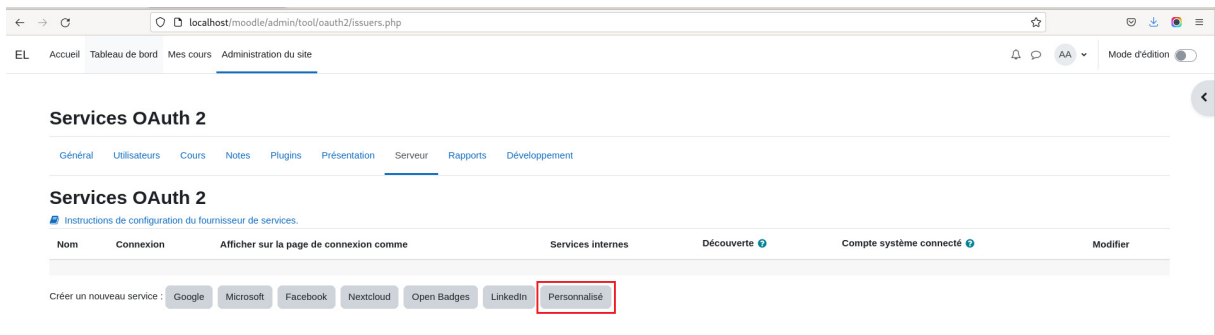 localhost/moodle/admin/tool/oauth2/issuers.php
EL Accueil Tableau de bord Mes cours Administration du site AA Mode d'édition
Services OAuth 2
Général Utilisateurs Cours Notes Plugins Présentation Serveur Rapports Développement
Services OAuth 2
Instructions de configuration du fournisseur de services.
Nom Connexion Afficher sur la page de connexion comme Services internes Découverte ? Compte système connecté ? Modifier
Créer un nouveau service : Google Microsoft Facebook Nextcloud Open Badges LinkedIn Personnalisé